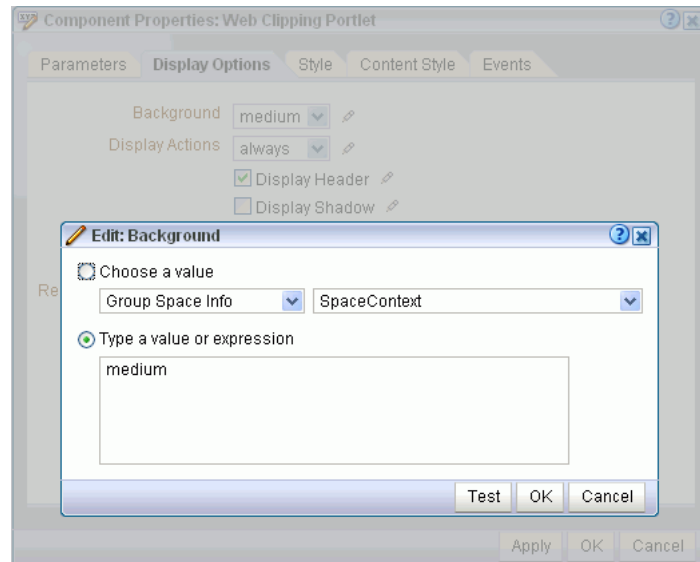 Component Properties: Web Clipping Portlet
Parameters Display Options Style Content Style Events
Background medium
Display Actions always
Display Header
Display Shadow
Edit: Background
Choose a value
Re
Group Space Info SpaceContext
Type a value or expression
medium
Test OK Cancel
Apply OK Cancel